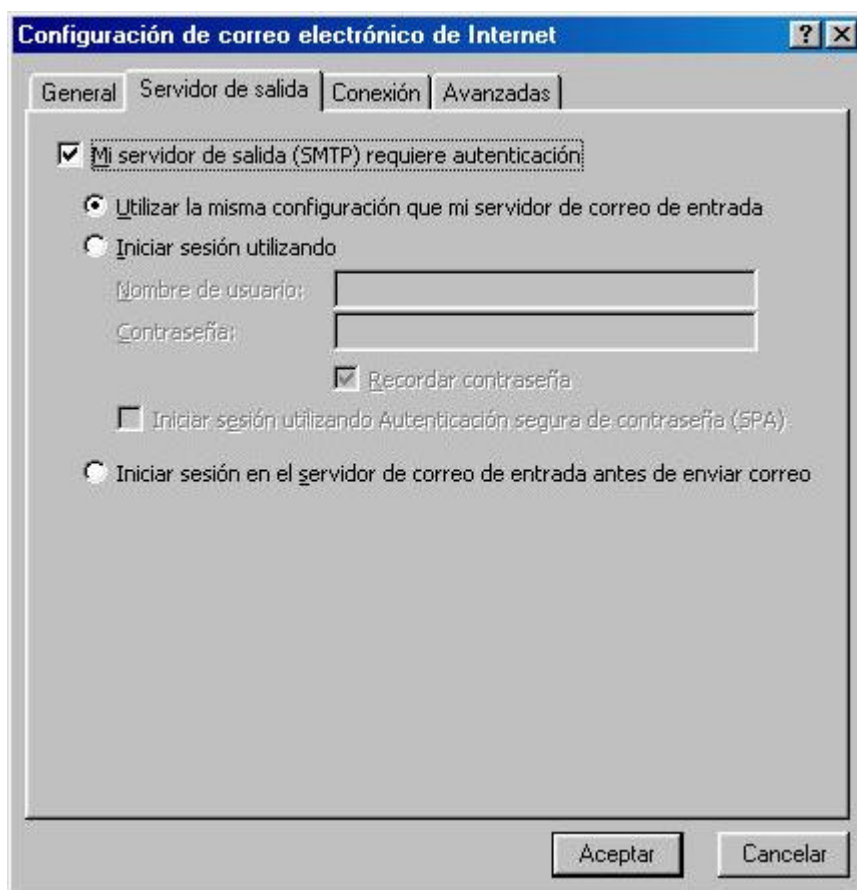 Configuración de correo electrónico de Internet
General Servidor de salida Conexión Avanzadas
Mi servidor de salida (SMTP) requiere autenticación
Utilizar la misma configuración que mi servidor de correo de entrada
Iniciar sesión utilizando
Nombre de usuario:
Contraseña:
Recordar contraseña
Iniciar sesión utilizando Autenticación segura de contraseña (SPA)
Iniciar sesión en el servidor de correo de entrada antes de enviar correo
Aceptar Cancelar